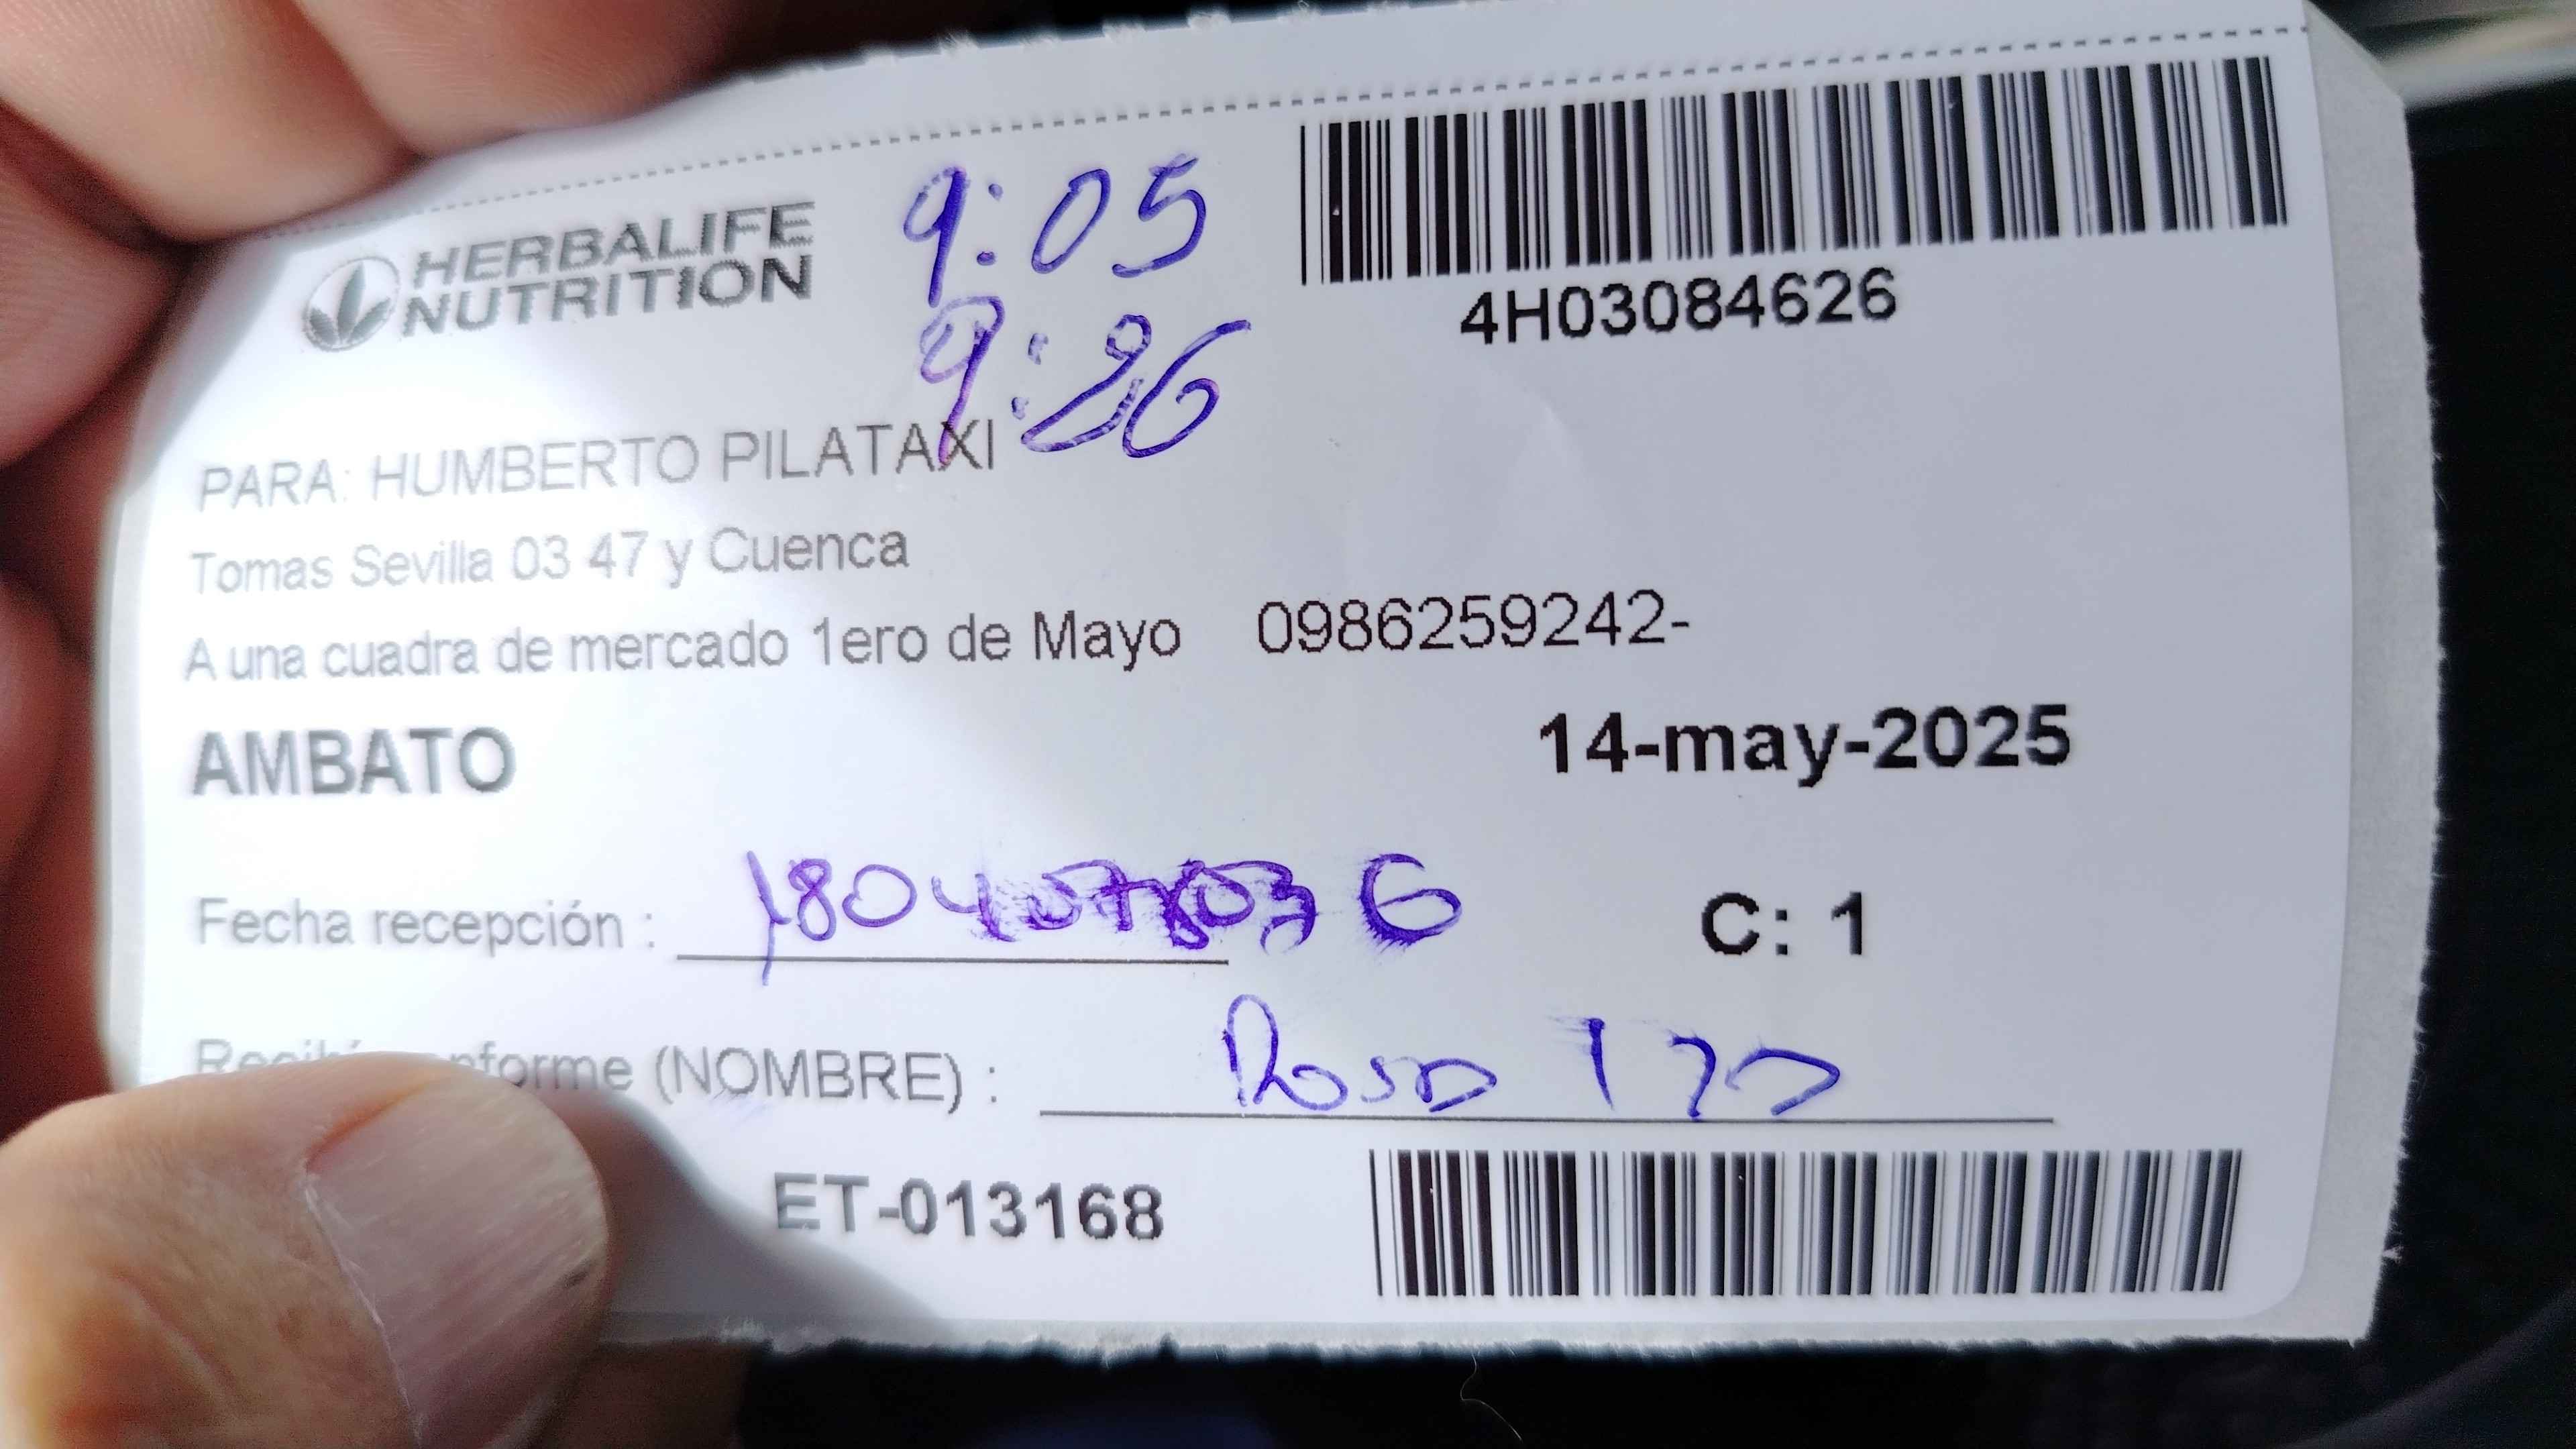 HERBALIFE
NUTRITION
9:05
9:26
4H03084626
PARA: HUMBERTO PILATAXI
Tomas Sevilla 03 47 y Cuenca
A una cuadra de mercado 1ero de Mayo 0986259242-
AMBATO
14-may-2025
Fecha recepción :
C: 1
(NOMBRE) : Rosa
ET-013168